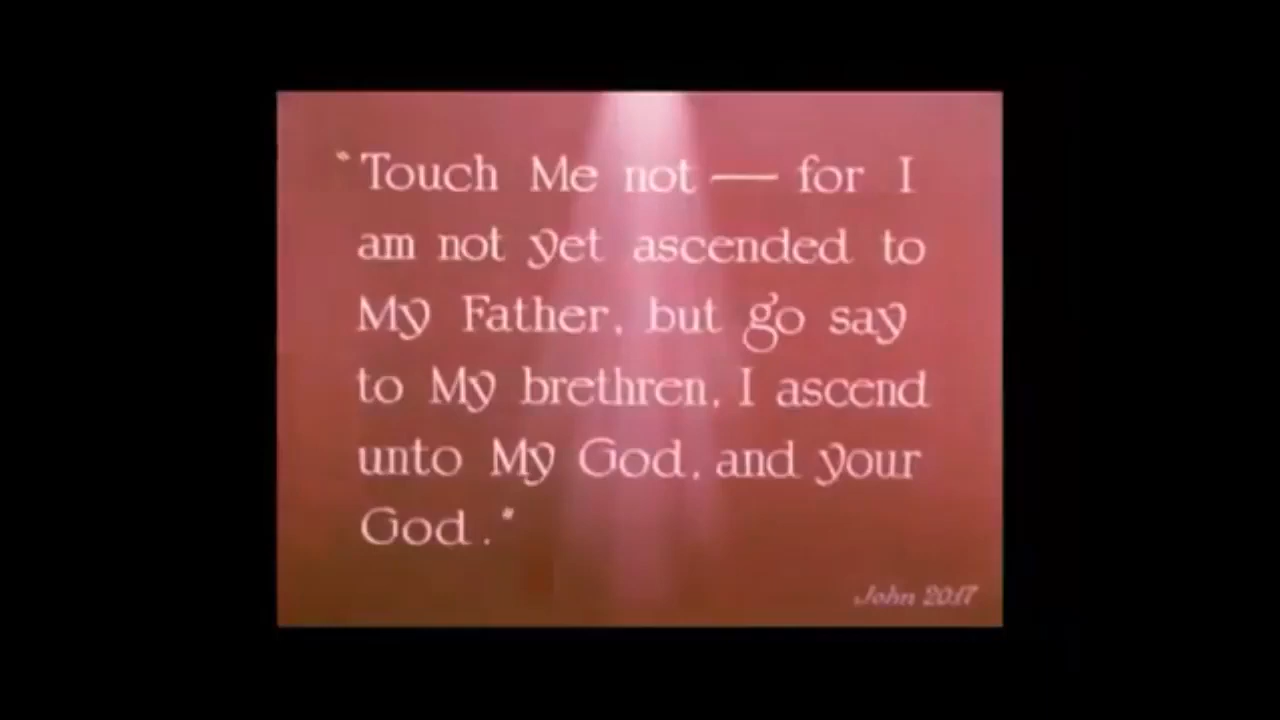 "Touch Me not — for I
am not yet ascended to
My Father, but go say
to My brethren, I ascend
unto My God, and your
God."
John 20:17